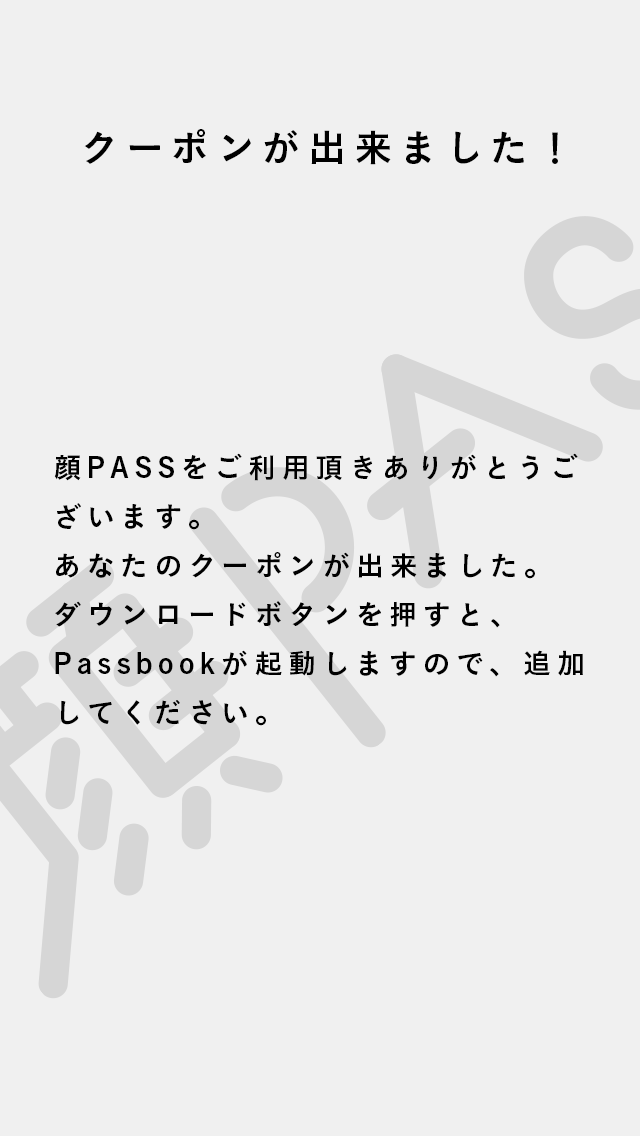 クーポンが出来ました！
顔PASSをご利用頂きありがとうご
ざいます。
あなたのクーポンが出来ました。
ダウンロードボタンを押すと、
Passbookが起動しますので、追加
してください。
顔PAS